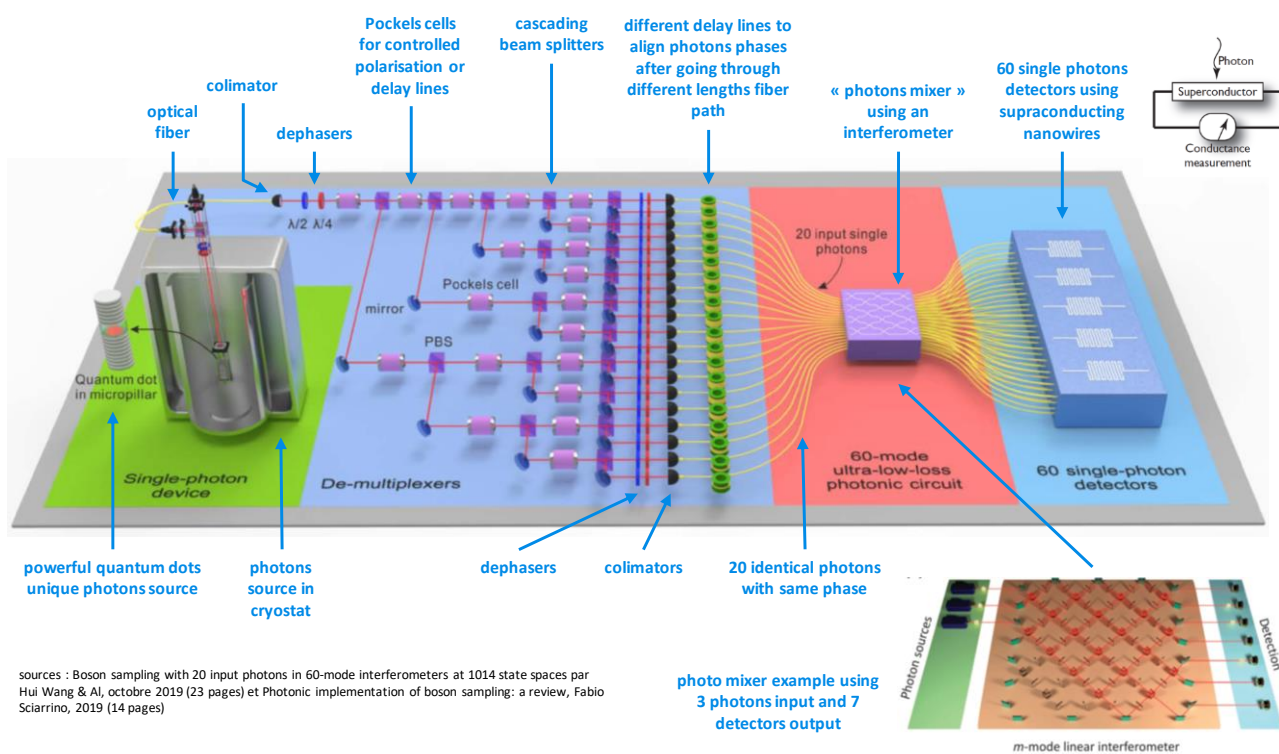 Pockels cells
for controlled
polarisation or
delay lines
cascading
beam splitters
different delay lines to
align photons phases
after going through
different lengths fiber
path
« photons mixer »
using an
interferometer
60 single photons
detectors using
supraconducting
nanowires
Photon
Superconductor
Conductance
measurement
colimator
optical
fiber
dephasers
λ/2 λ/4
20 input single
photons
Pockels cell
mirror
PBS
Quantum dot
in micropillar
Single-photon
device
De-multiplexers
60-mode
ultra-low-loss
photonic circuit
60 single-photon
detectors
powerful quantum dots
unique photons source
photons
source in
cryostat
dephasers
colimators
20 identical photons
with same phase
Photon sources
Detection
m-mode linear interferometer
photo mixer example using
3 photons input and 7
detectors output
sources : Boson sampling with 20 input photons in 60-mode interferometers at 1014 state spaces par
Hui Wang & Al, octobre 2019 (23 pages) et Photonic implementation of boson sampling: a review, Fabio
Sciarrino, 2019 (14 pages)